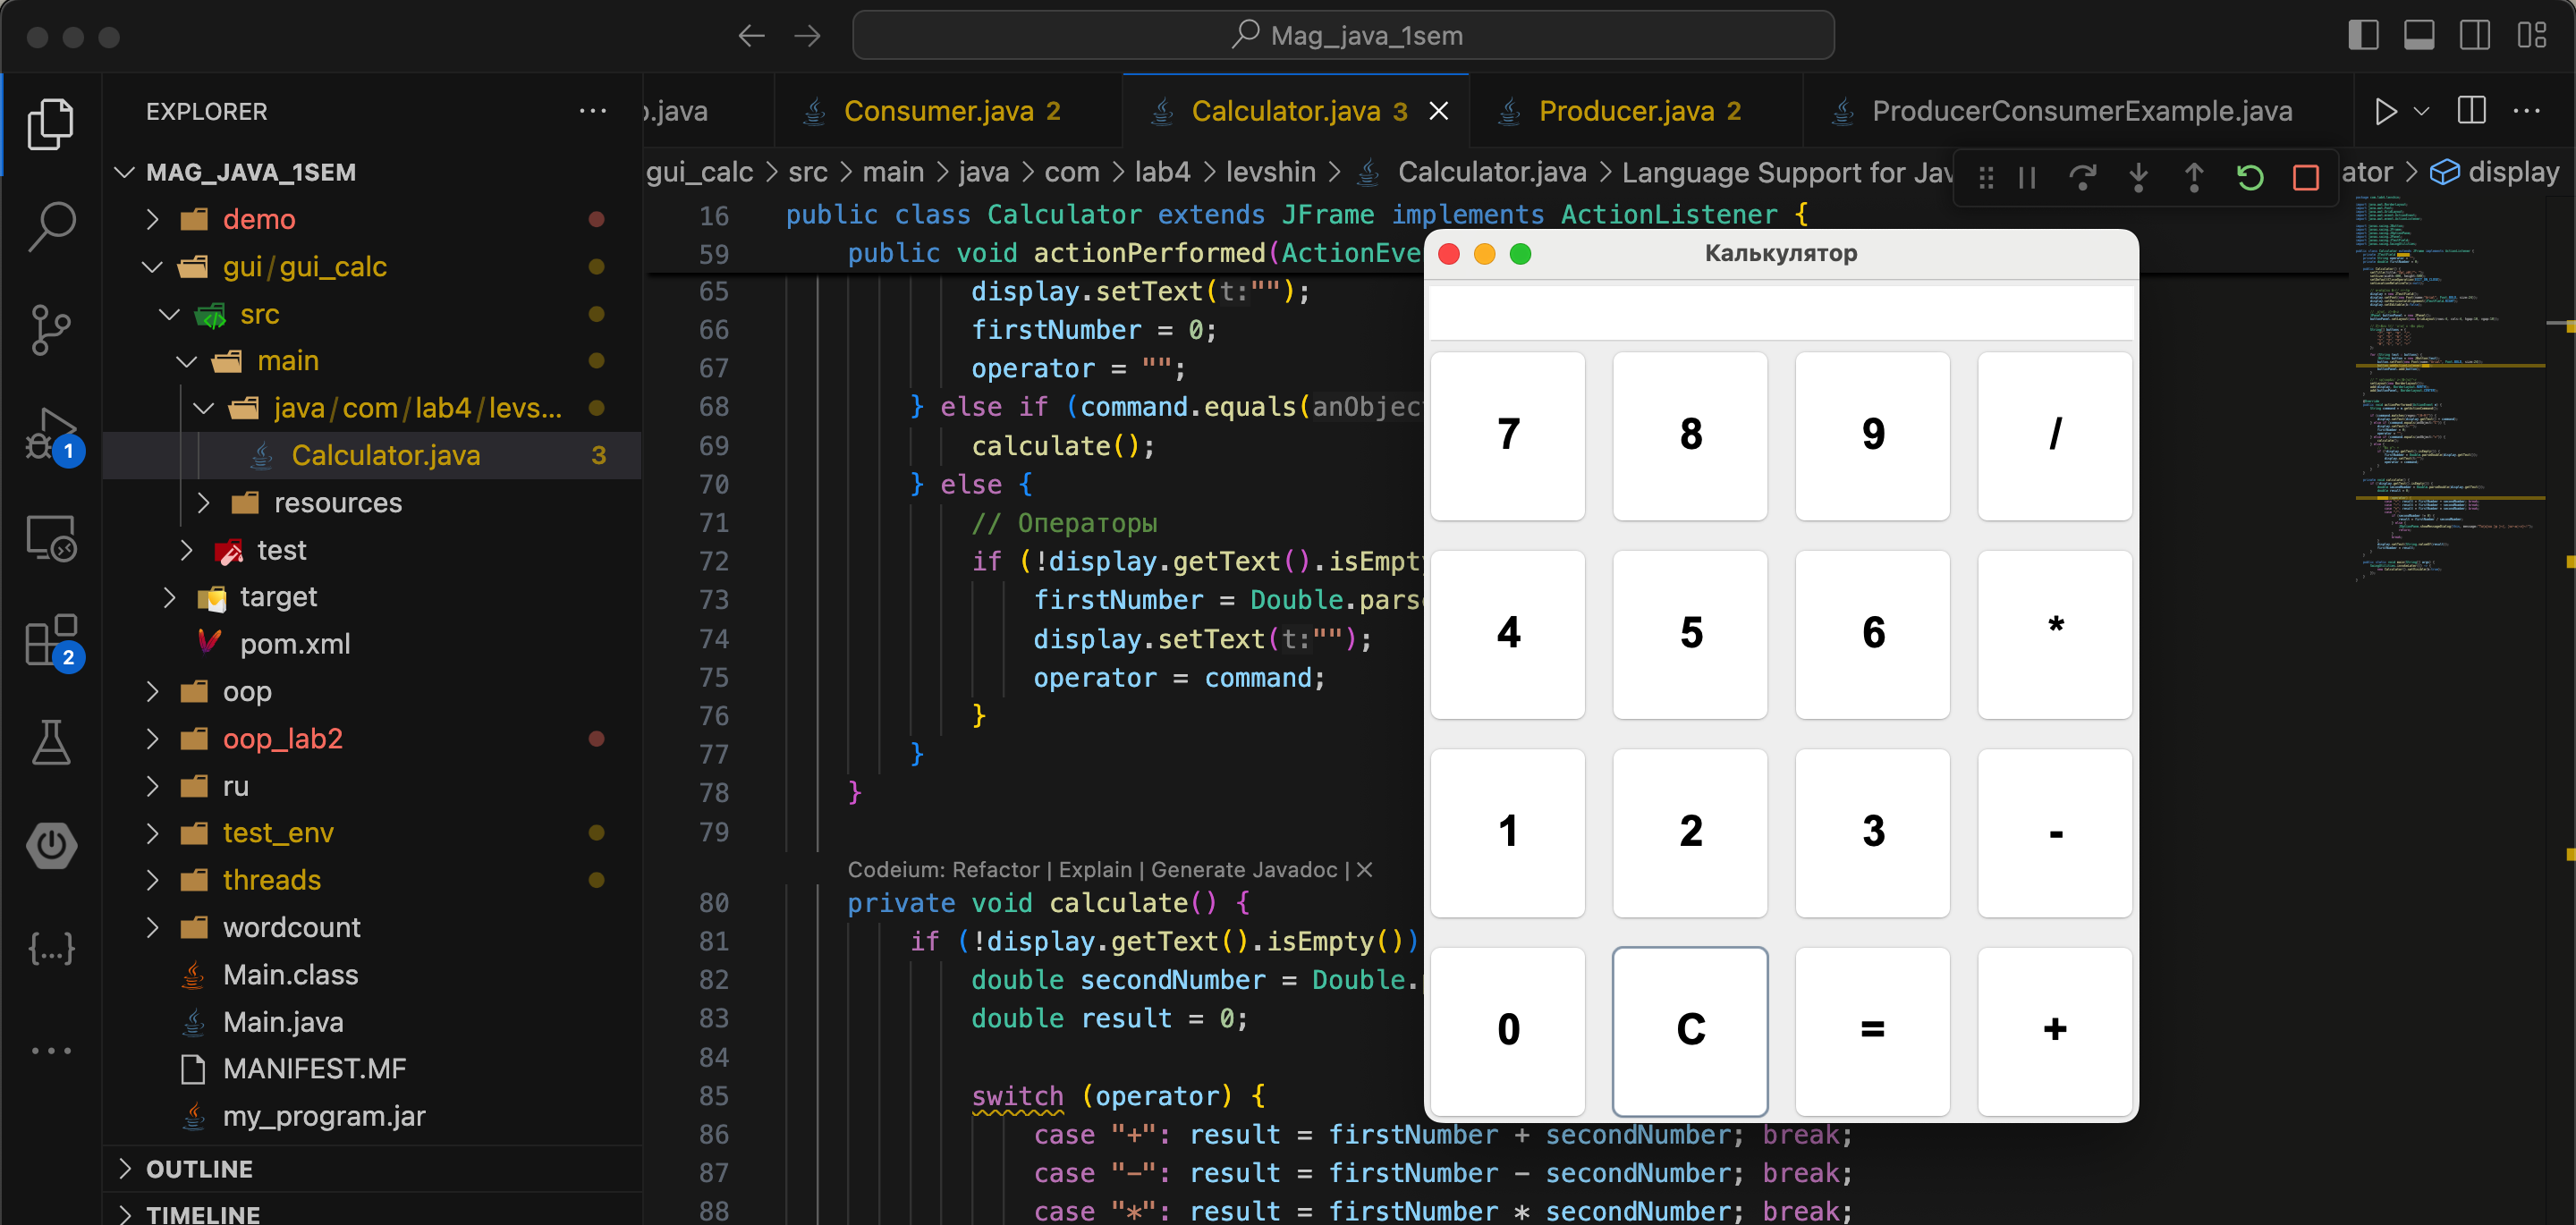 Mag_java_1sem
EXPLORER
MAG_JAVA_1SEM
demo
gui/gui_calc
src
main
java/com/lab4/levs...
Calculator.java 3
resources
test
target
pom.xml
oop
oop_lab2
ru
test_env
threads
wordcount
Main.class
Main.java
MANIFEST.MF
my_program.jar
OUTLINE
TIMELINE
1
2
.java
Consumer.java 2
Calculator.java 3
Producer.java 2
ProducerConsumerExample.java
gui_calc > src > main > java > com > lab4 > levshin > Calculator.java > Language Support for Jav
ator > display
16 public class Calculator extends JFrame implements ActionListener {
59 public void actionPerformed(ActionEve
65 display.setText(t:"");
66 firstNumber = 0;
67 operator = "";
68 } else if (command.equals(anObjec
69 calculate();
70 } else {
71 // Операторы
72 if (!display.getText().isEmpty
73 firstNumber = Double.parse
74 display.setText(t:"");
75 operator = command;
76 }
77 }
78 }
79
Codeium: Refactor | Explain | Generate Javadoc | ×
80 private void calculate() {
81 if (!display.getText().isEmpty())
82 double secondNumber = Double.
83 double result = 0;
84
85 switch (operator) {
86 case "+": result = firstNumber + secondNumber; break;
87 case "-": result = firstNumber - secondNumber; break;
88 case "*": result = firstNumber * secondNumber; break;
Калькулятор
7 8 9 /
4 5 6 *
1 2 3 -
0 C = +